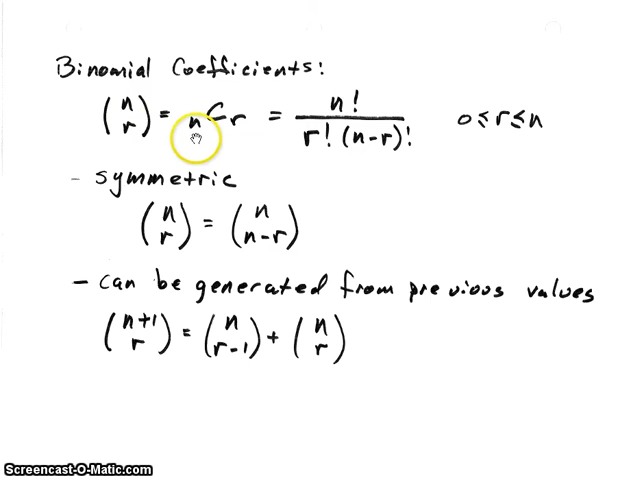 Binomial Coefficients:
(n r) = nCr = n! / r! (n-r)!   0≤r≤n
- symmetric
(n r) = (n n-r)
- can be generated from previous values
(n+1 r) = (n r-1) + (n r)
Screencast-O-Matic.com